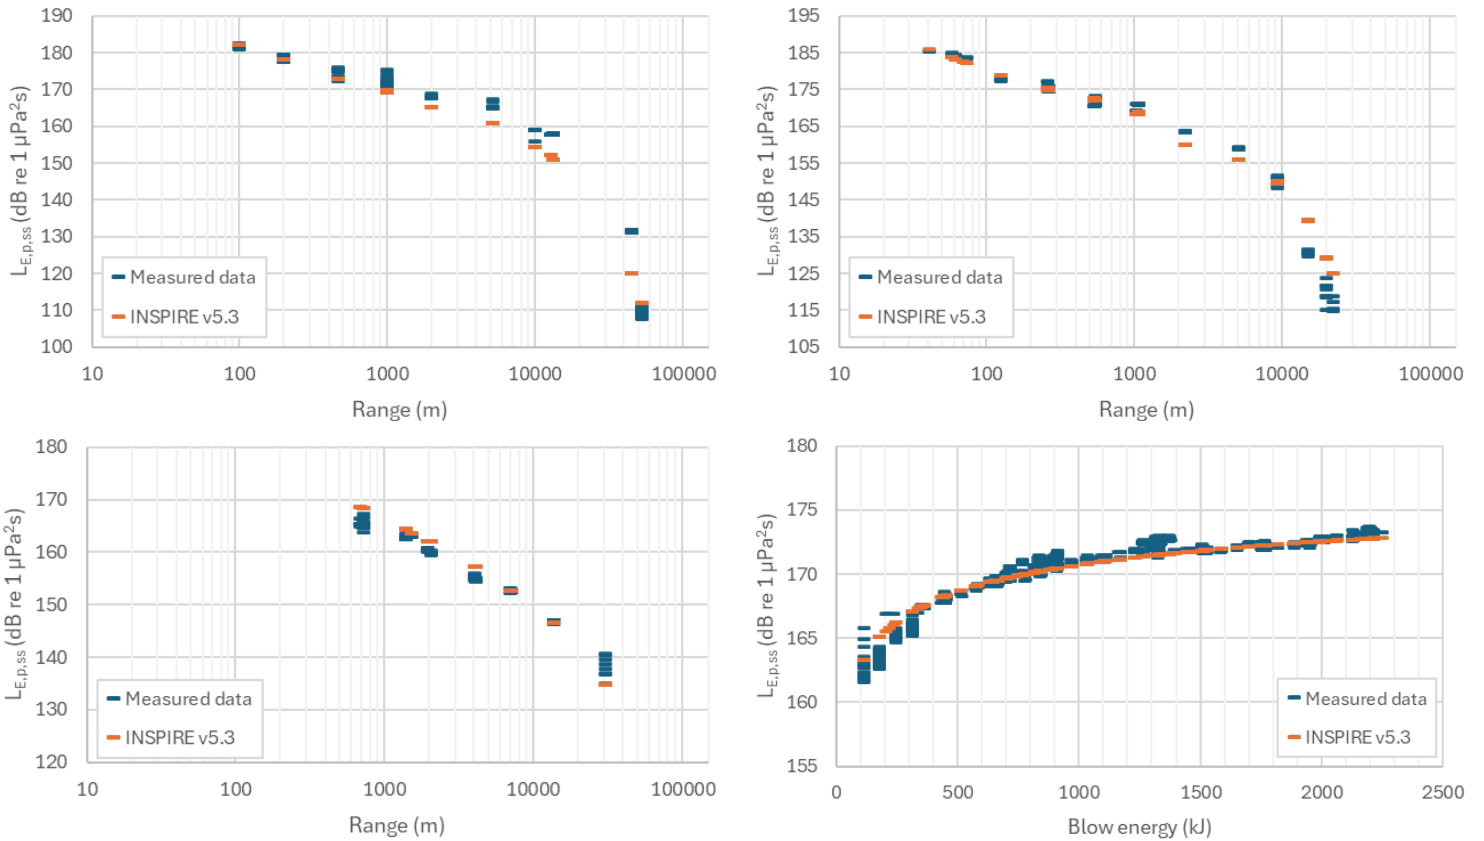 190
180
170
160
150
140
130
120
110
100
L_E,p,ss (dB re 1 µPa²s)
Measured data
INSPIRE v5.3
10 100 1000 10000 100000
Range (m)
195
185
175
165
155
145
135
125
115
105
L_E,p,ss (dB re 1 µPa²s)
Measured data
INSPIRE v5.3
10 100 1000 10000 100000
Range (m)
180
170
160
150
140
130
120
L_E,p,ss (dB re 1 µPa²s)
Measured data
INSPIRE v5.3
10 100 1000 10000 100000
Range (m)
180
175
170
165
160
155
L_E,p,ss (dB re 1 µPa²s)
Measured data
INSPIRE v5.3
0 500 1000 1500 2000 2500
Blow energy (kJ)